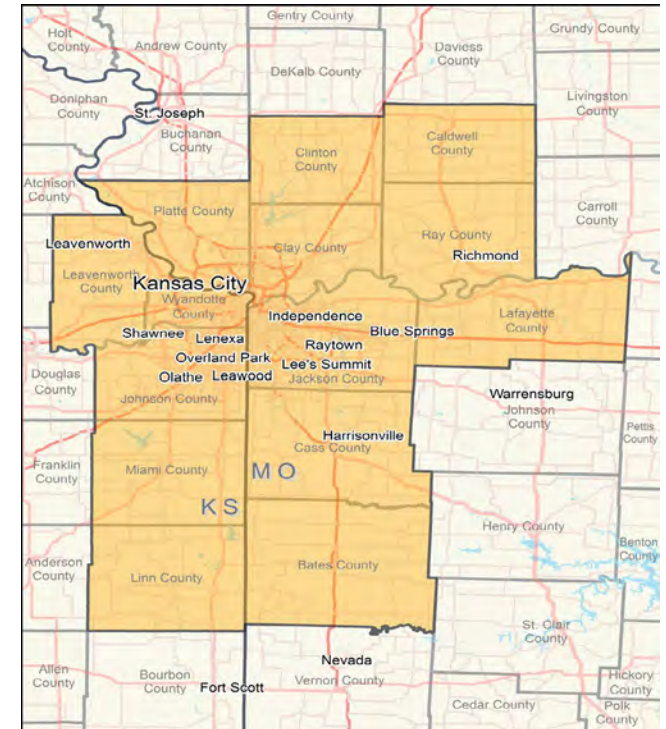 Gentry County
Grundy County
Holt
County
Andrew County
Daviess
County
DeKalb County
Livingston
County
Doniphan
County
St. Joseph
Buchanan
County
Clinton
County
Caldwell
County
Atchison
County
Platte County
Carroll
County
Clay County
Ray County
Leavenworth
Richmond
Leavenworth
County
Kansas City
Wyandotte
County
Independence
Lafayette
County
Shawnee
Lenexa
Blue Springs
Raytown
Overland Park
Lee's Summit
Douglas
County
Olathe
Leawood
Jackson County
Warrensburg
Johnson
County
Johnson County
Pettis
County
Harrisonville
Cass County
Franklin
County
Miami County
MO
KS
Henry County
Benton
County
Anderson
County
Linn County
Bates County
St. Clair
County
Allen
County
Bourbon
County
Nevada
Vernon County
Hickory
County
Fort Scott
Cedar County
Polk
County